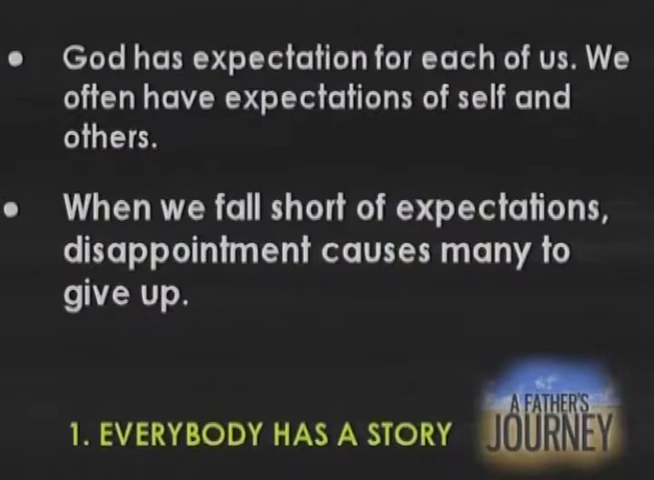 • God has expectation for each of us. We
often have expectations of self and
others.
• When we fall short of expectations,
disappointment causes many to
give up.
1. EVERYBODY HAS A STORY
A FATHER'S
JOURNEY